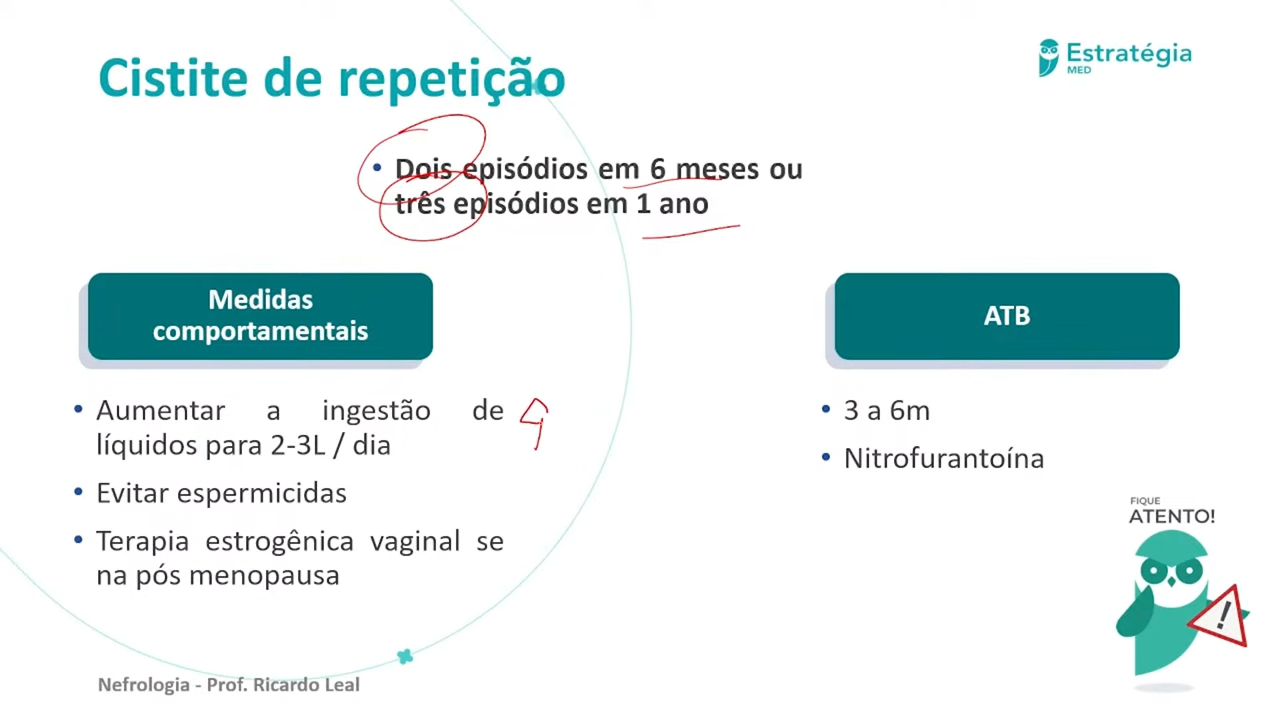 Cistite de repetição
Estratégia
MED
• Dois episódios em 6 meses ou
três episódios em 1 ano
Medidas
comportamentais
• Aumentar a ingestão de
líquidos para 2-3L / dia
• Evitar espermicidas
• Terapia estrogênica vaginal se
na pós menopausa
ATB
• 3 a 6m
• Nitrofurantoína
FIQUE
ATENTO!
!
Nefrologia - Prof. Ricardo Leal